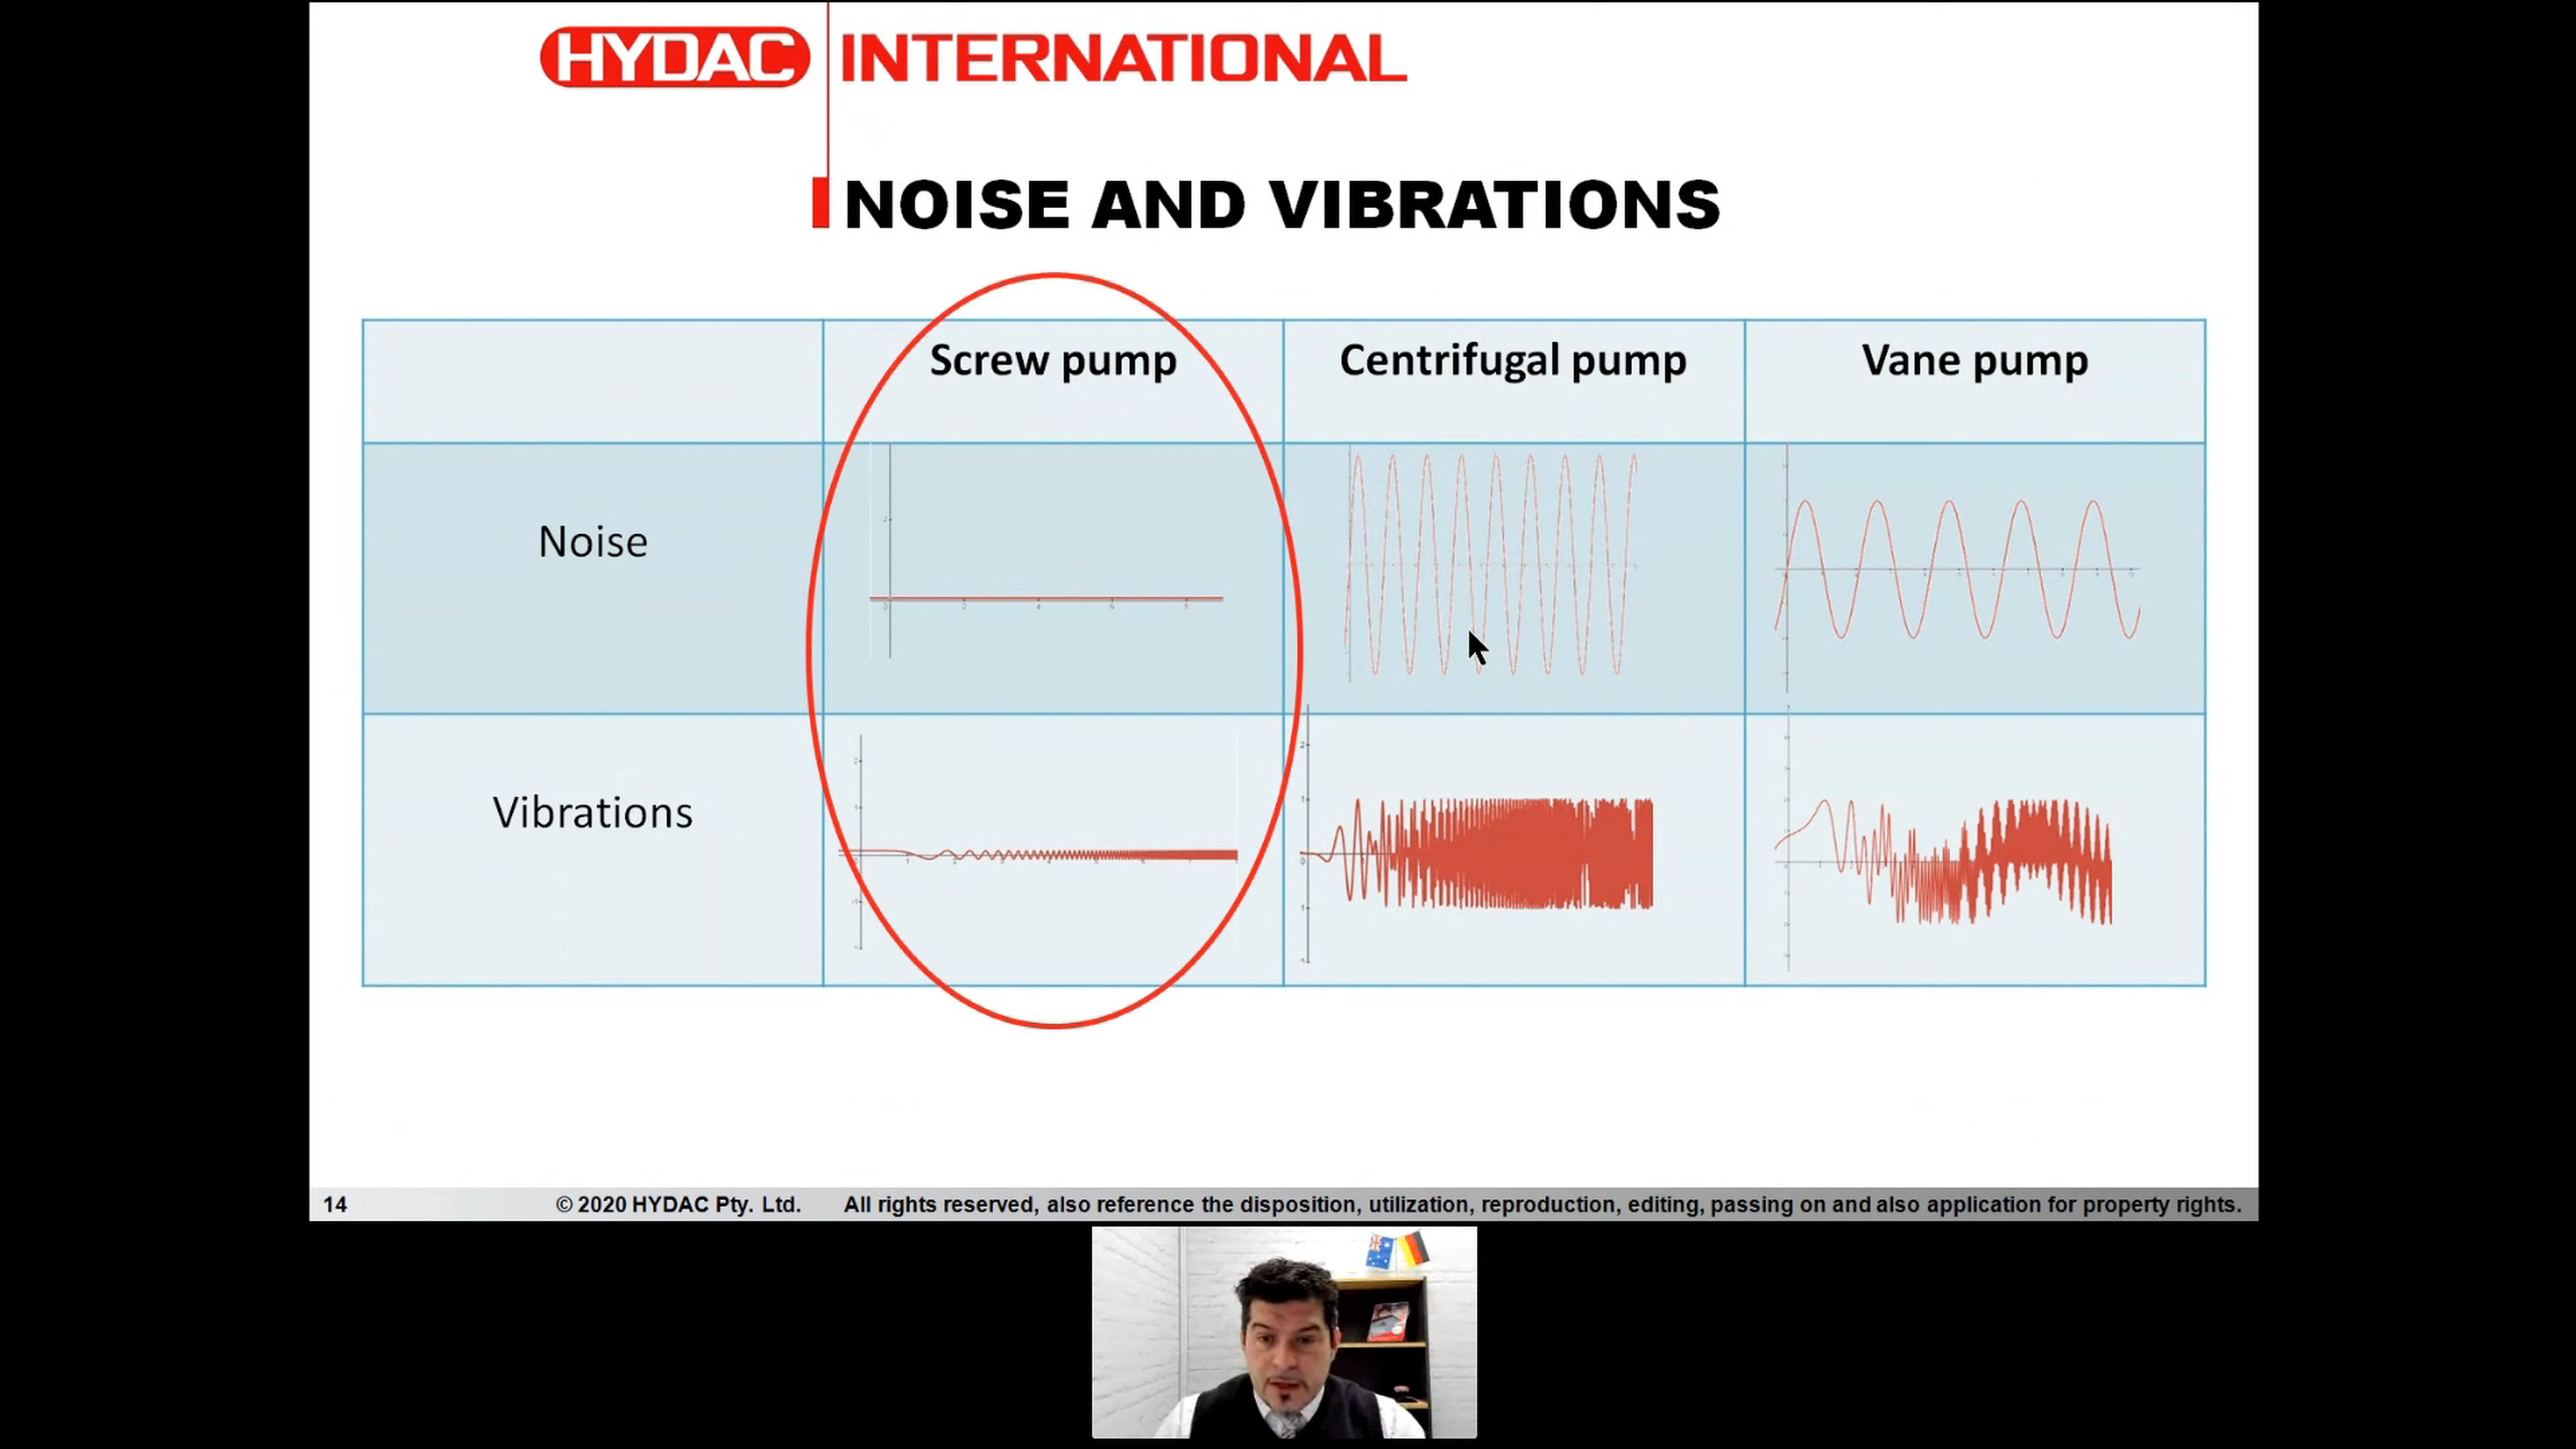 HYDAC INTERNATIONAL
NOISE AND VIBRATIONS
Screw pump Centrifugal pump Vane pump
Noise
Vibrations
14 © 2020 HYDAC Pty. Ltd. All rights reserved, also reference the disposition, utilization, reproduction, editing, passing on and also application for property rights.